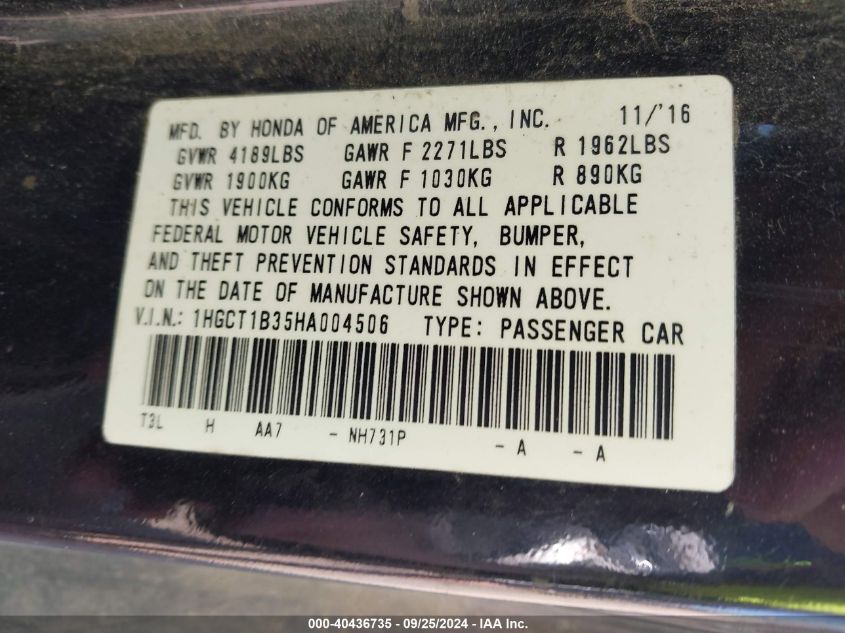 MFD. BY HONDA OF AMERICA MFG., INC. 11/'16
GVWR 4189LBS GAWR F 2271LBS R 1962LBS
GVWR 1900KG GAWR F 1030KG R 890KG
THIS VEHICLE CONFORMS TO ALL APPLICABLE
FEDERAL MOTOR VEHICLE SAFETY, BUMPER,
AND THEFT PREVENTION STANDARDS IN EFFECT
ON THE DATE OF MANUFACTURE SHOWN ABOVE.
V.I.N.: 1HGCT1B35HA004506 TYPE: PASSENGER CAR
T3L H AA7 - NH731P - A - A
000-40436735 - 09/25/2024 - IAA Inc.